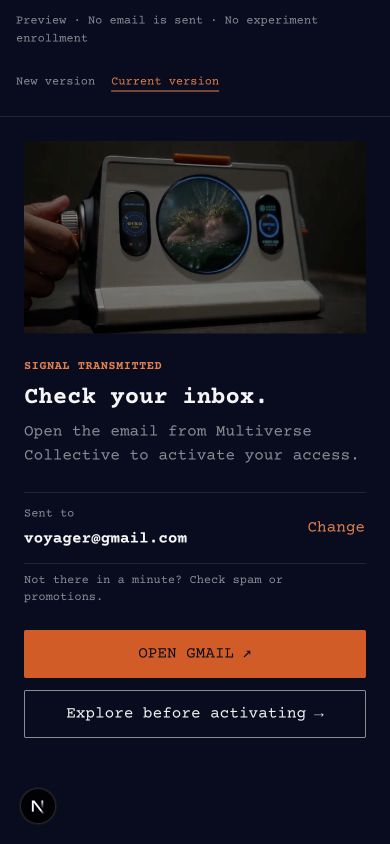 Preview · No email is sent · No experiment
enrollment
New version Current version
SIGNAL TRANSMITTED
Check your inbox.
Open the email from Multiverse
Collective to activate your access.
Sent to
voyager@gmail.com
Change
Not there in a minute? Check spam or
promotions.
OPEN GMAIL ↗
Explore before activating →
N